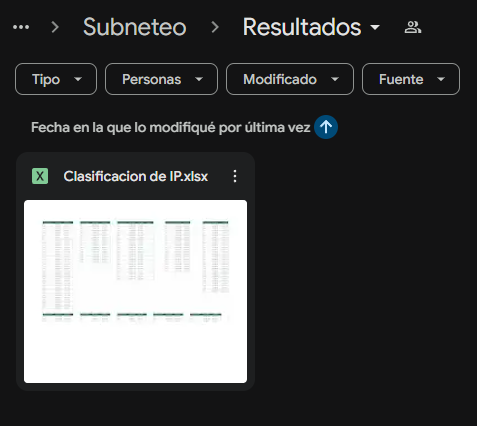 ... > Subneteo > Resultados
Tipo Personas Modificado Fuente
Fecha en la que lo modifiqué por última vez
X Clasificacion de IP.xlsx